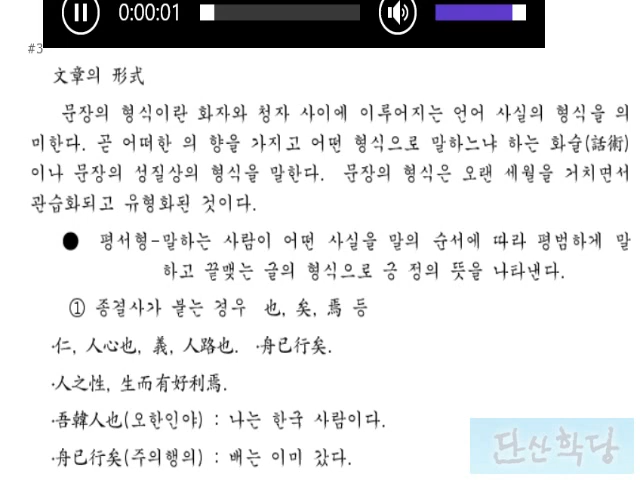 0:00:01
#3
文章의 形式
문장의 형식이란 화자와 청자 사이에 이루어지는 언어 사실의 형식을 의
미한다. 곧 어떠한 의 향을 가지고 어떤 형식으로 말하느냐 하는 화술(話術)
이나 문장의 성질상의 형식을 말한다. 문장의 형식은 오랜 세월을 거치면서
관습화되고 유형화된 것이다.
● 평서형-말하는 사람이 어떤 사실을 말의 순서에 따라 평범하게 말
하고 끝맺는 글의 형식으로 긍 정의 뜻을 나타낸다.
① 종결사가 붙는 경우 也, 矣, 焉 등
·仁, 人心也, 義, 人路也. ·舟已行矣.
·人之性, 生而有好利焉.
·吾韓人也(오한인야) : 나는 한국 사람이다.
·舟已行矣(주의행의) : 배는 이미 갔다.
단산학당